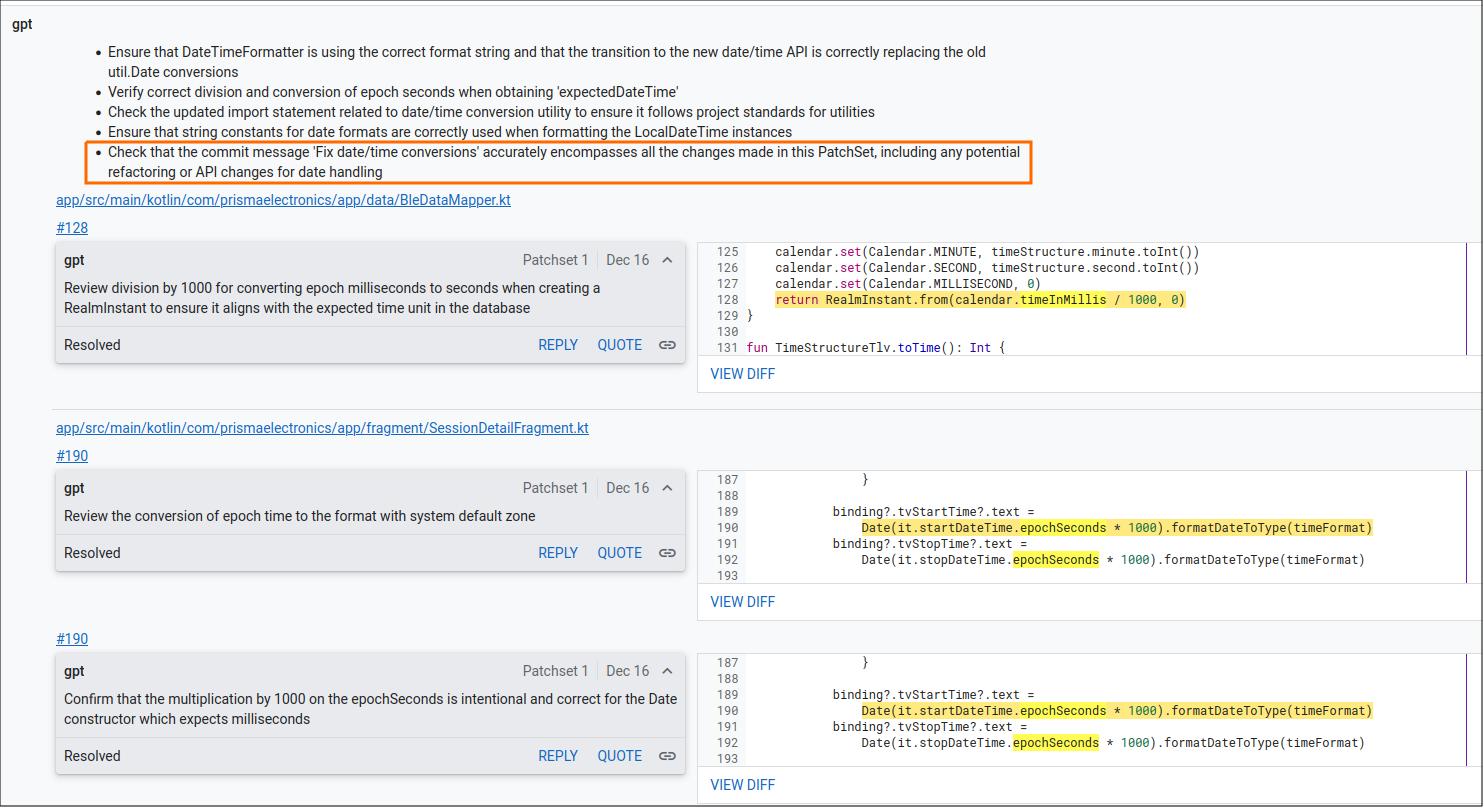 gpt
• Ensure that DateTimeFormatter is using the correct format string and that the transition to the new date/time API is correctly replacing the old
util.Date conversions
• Verify correct division and conversion of epoch seconds when obtaining 'expectedDateTime'
• Check the updated import statement related to date/time conversion utility to ensure it follows project standards for utilities
• Ensure that string constants for date formats are correctly used when formatting the LocalDateTime instances
• Check that the commit message 'Fix date/time conversions' accurately encompasses all the changes made in this PatchSet, including any potential
refactoring or API changes for date handling
app/src/main/kotlin/com/prismaelectronics/app/data/BleDataMapper.kt
#128
gpt Patchset 1 Dec 16
Review division by 1000 for converting epoch milliseconds to seconds when creating a
RealmInstant to ensure it aligns with the expected time unit in the database
Resolved REPLY QUOTE
125 calendar.set(Calendar.MINUTE, timeStructure.minute.toInt())
126 calendar.set(Calendar.SECOND, timeStructure.second.toInt())
127 calendar.set(Calendar.MILLISECOND, 0)
128 return RealmInstant.from(calendar.timeInMillis / 1000, 0)
129 }
130
131 fun TimeStructureTlv.toTime(): Int {
VIEW DIFF
app/src/main/kotlin/com/prismaelectronics/app/fragment/SessionDetailFragment.kt
#190
gpt Patchset 1 Dec 16
Review the conversion of epoch time to the format with system default zone
Resolved REPLY QUOTE
187 }
188
189 binding?.tvStartTime?.text =
190 Date(it.startDateTime.epochSeconds * 1000).formatDateToType(timeFormat)
191 binding?.tvStopTime?.text =
192 Date(it.stopDateTime.epochSeconds * 1000).formatDateToType(timeFormat)
193
VIEW DIFF
#190
gpt Patchset 1 Dec 16
Confirm that the multiplication by 1000 on the epochSeconds is intentional and correct for the Date
constructor which expects milliseconds
Resolved REPLY QUOTE
187 }
188
189 binding?.tvStartTime?.text =
190 Date(it.startDateTime.epochSeconds * 1000).formatDateToType(timeFormat)
191 binding?.tvStopTime?.text =
192 Date(it.stopDateTime.epochSeconds * 1000).formatDateToType(timeFormat)
193
VIEW DIFF